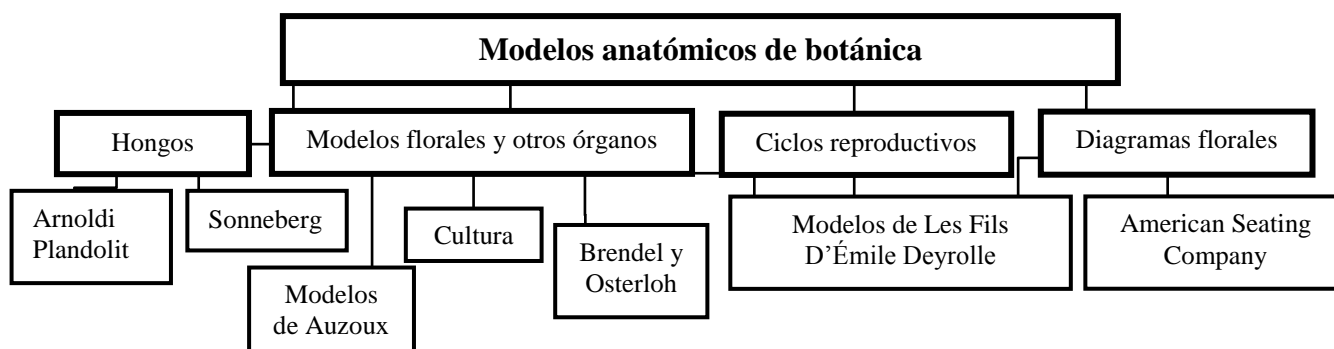 Modelos anatómicos de botánica
Hongos
Modelos florales y otros órganos
Ciclos reproductivos
Diagramas florales
Arnoldi
Plandolit
Sonneberg
Modelos
de Auzoux
Cultura
Brendel y
Osterloh
Modelos de Les Fils
D’Émile Deyrolle
American Seating
Company